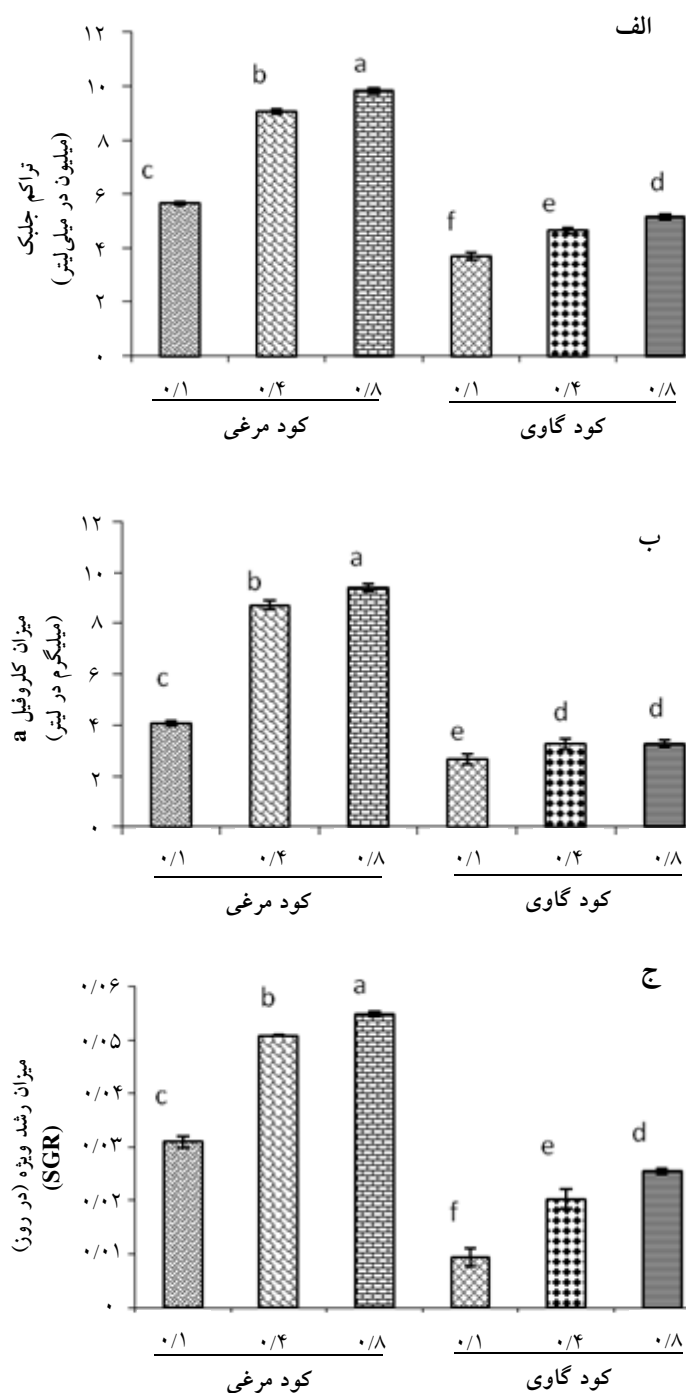 الف
تراکم جلبک
(میلیون در میلی‌لیتر)
۱۲
۱۰
۸
۶
۴
۲
۰
c
b
a
f
e
d
۰/۱ ۰/۴ ۰/۸ ۰/۱ ۰/۴ ۰/۸
کود مرغی کود گاوی
ب
میزان کلروفیل a
(میلیگرم در لیتر)
۱۲
۱۰
۸
۶
۴
۲
۰
c
b
a
e
d
d
۰/۱ ۰/۴ ۰/۸ ۰/۱ ۰/۴ ۰/۸
کود مرغی کود گاوی
ج
میزان رشد ویژه (در روز)
(SGR)
۰/۰۶
۰/۰۵
۰/۰۴
۰/۰۳
۰/۰۲
۰/۰۱
۰
c
b
a
f
e
d
۰/۱ ۰/۴ ۰/۸ ۰/۱ ۰/۴ ۰/۸
کود مرغی کود گاوی